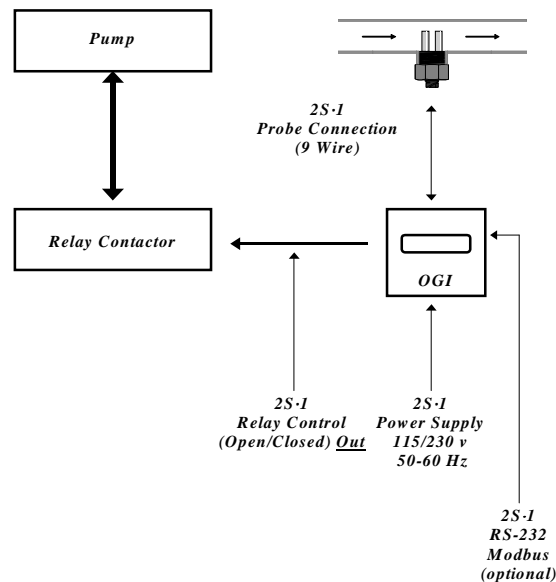 Pump
2S·1
Probe Connection
(9 Wire)
Relay Contactor
OGI
2S·1
Relay Control
(Open/Closed) Out
2S·1
Power Supply
115/230 v
50-60 Hz
2S·1
RS-232
Modbus
(optional)